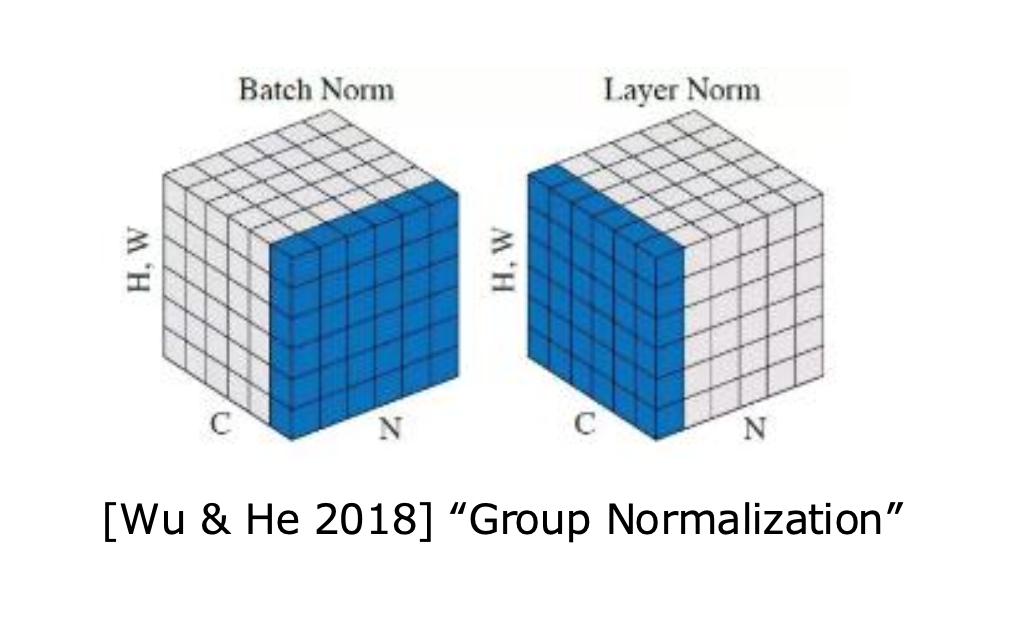 Batch Norm
Layer Norm
H, W
C
N
H, W
C
N
[Wu & He 2018] “Group Normalization”